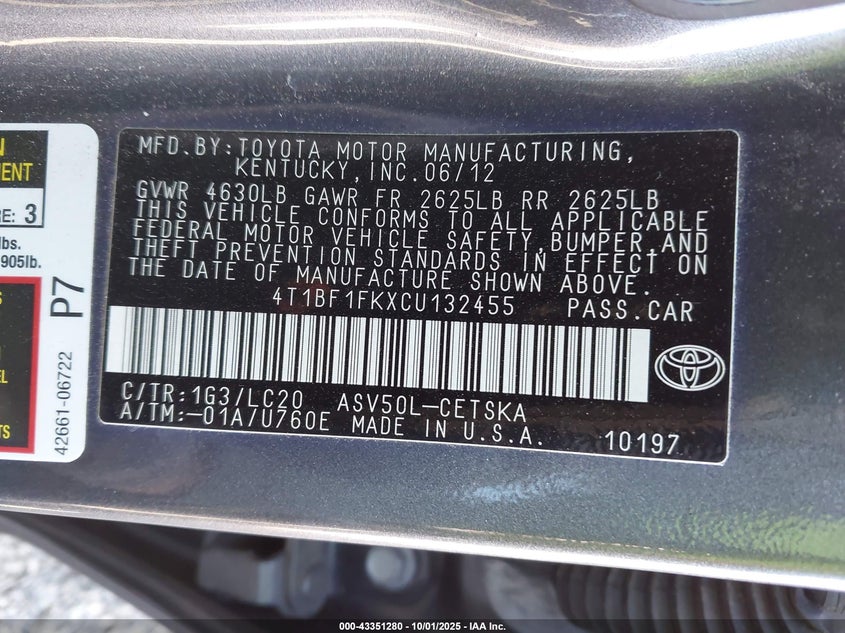 MFD.BY:TOYOTA MOTOR MANUFACTURING,
KENTUCKY, INC. 06/12
GVWR 4630LB GAWR FR 2625LB RR 2625LB
THIS VEHICLE CONFORMS TO ALL APPLICABLE
FEDERAL MOTOR VEHICLE SAFETY, BUMPER, AND
THEFT PREVENTION STANDARDS IN EFFECT ON
THE DATE OF MANUFACTURE SHOWN ABOVE.
4T1BF1FKXCU132455 PASS.CAR
C/TR:1G3/LC20 ASV50L-CETSKA
A/TM:-01A/U760E MADE IN U.S.A. 10197
RE: 3
lbs.
905lb.
P7
42661-06722
000-43351280 - 10/01/2025 - IAA Inc.